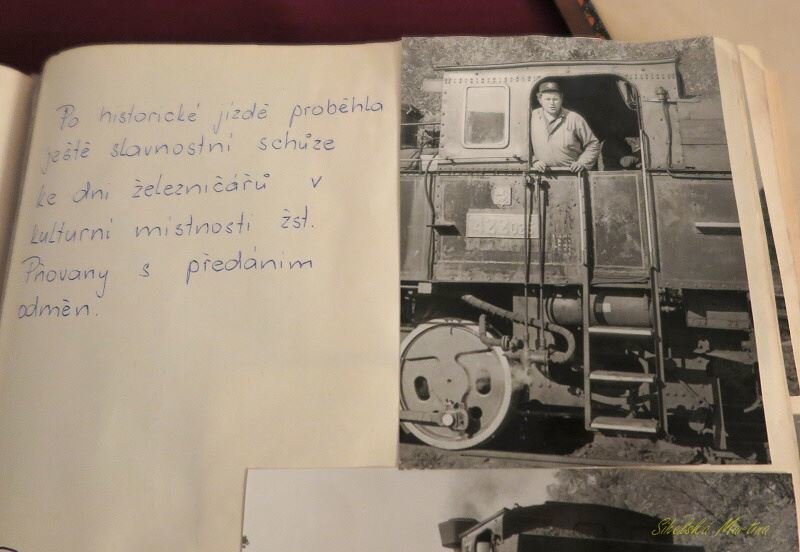 Po historické jízdě proběhla
ještě slavnostní schůze
ke dni železničářů v
kulturní místnosti žst.
Pňovany s předáním
odměn.